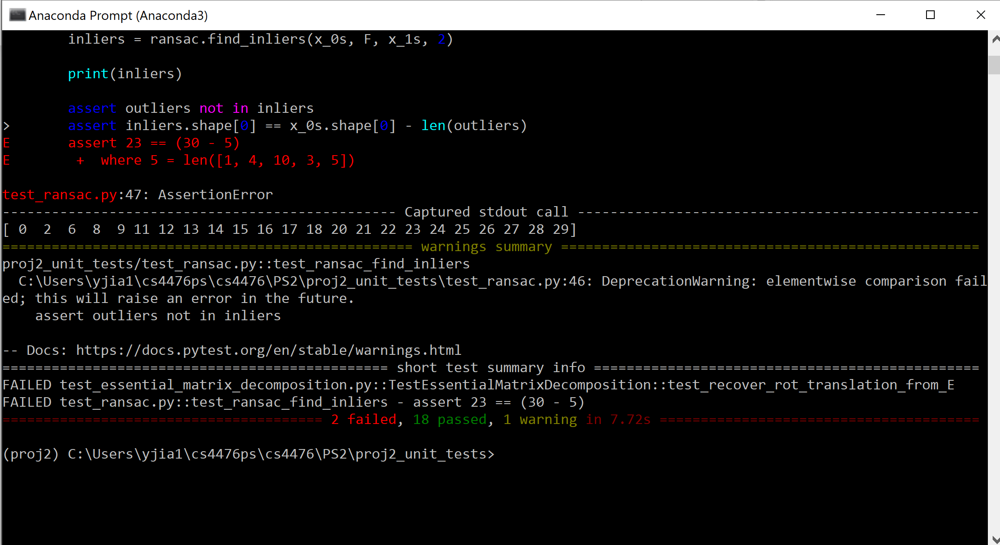 Anaconda Prompt (Anaconda3)
inliers = ransac.find_inliers(x_0s, F, x_1s, 2)
print(inliers)
assert outliers not in inliers
>       assert inliers.shape[0] == x_0s.shape[0] - len(outliers)
E       assert 23 == (30 - 5)
E        +  where 5 = len([1, 4, 10, 3, 5])
test_ransac.py:47: AssertionError
------------------------------------------------ Captured stdout call -------------------------------------------------
[ 0  2  6  8  9 11 12 13 14 15 16 17 18 20 21 22 23 24 25 26 27 28 29]
================================================== warnings summary ===================================================
proj2_unit_tests/test_ransac.py::test_ransac_find_inliers
  C:\Users\yjia1\cs4476ps\cs4476\PS2\proj2_unit_tests\test_ransac.py:46: DeprecationWarning: elementwise comparison fail
ed; this will raise an error in the future.
    assert outliers not in inliers
-- Docs: https://docs.pytest.org/en/stable/warnings.html
=============================================== short test summary info ===============================================
FAILED test_essential_matrix_decomposition.py::TestEssentialMatrixDecomposition::test_recover_rot_translation_from_E
FAILED test_ransac.py::test_ransac_find_inliers - assert 23 == (30 - 5)
======================================= 2 failed, 18 passed, 1 warning in 7.72s =======================================
(proj2) C:\Users\yjia1\cs4476ps\cs4476\PS2\proj2_unit_tests>